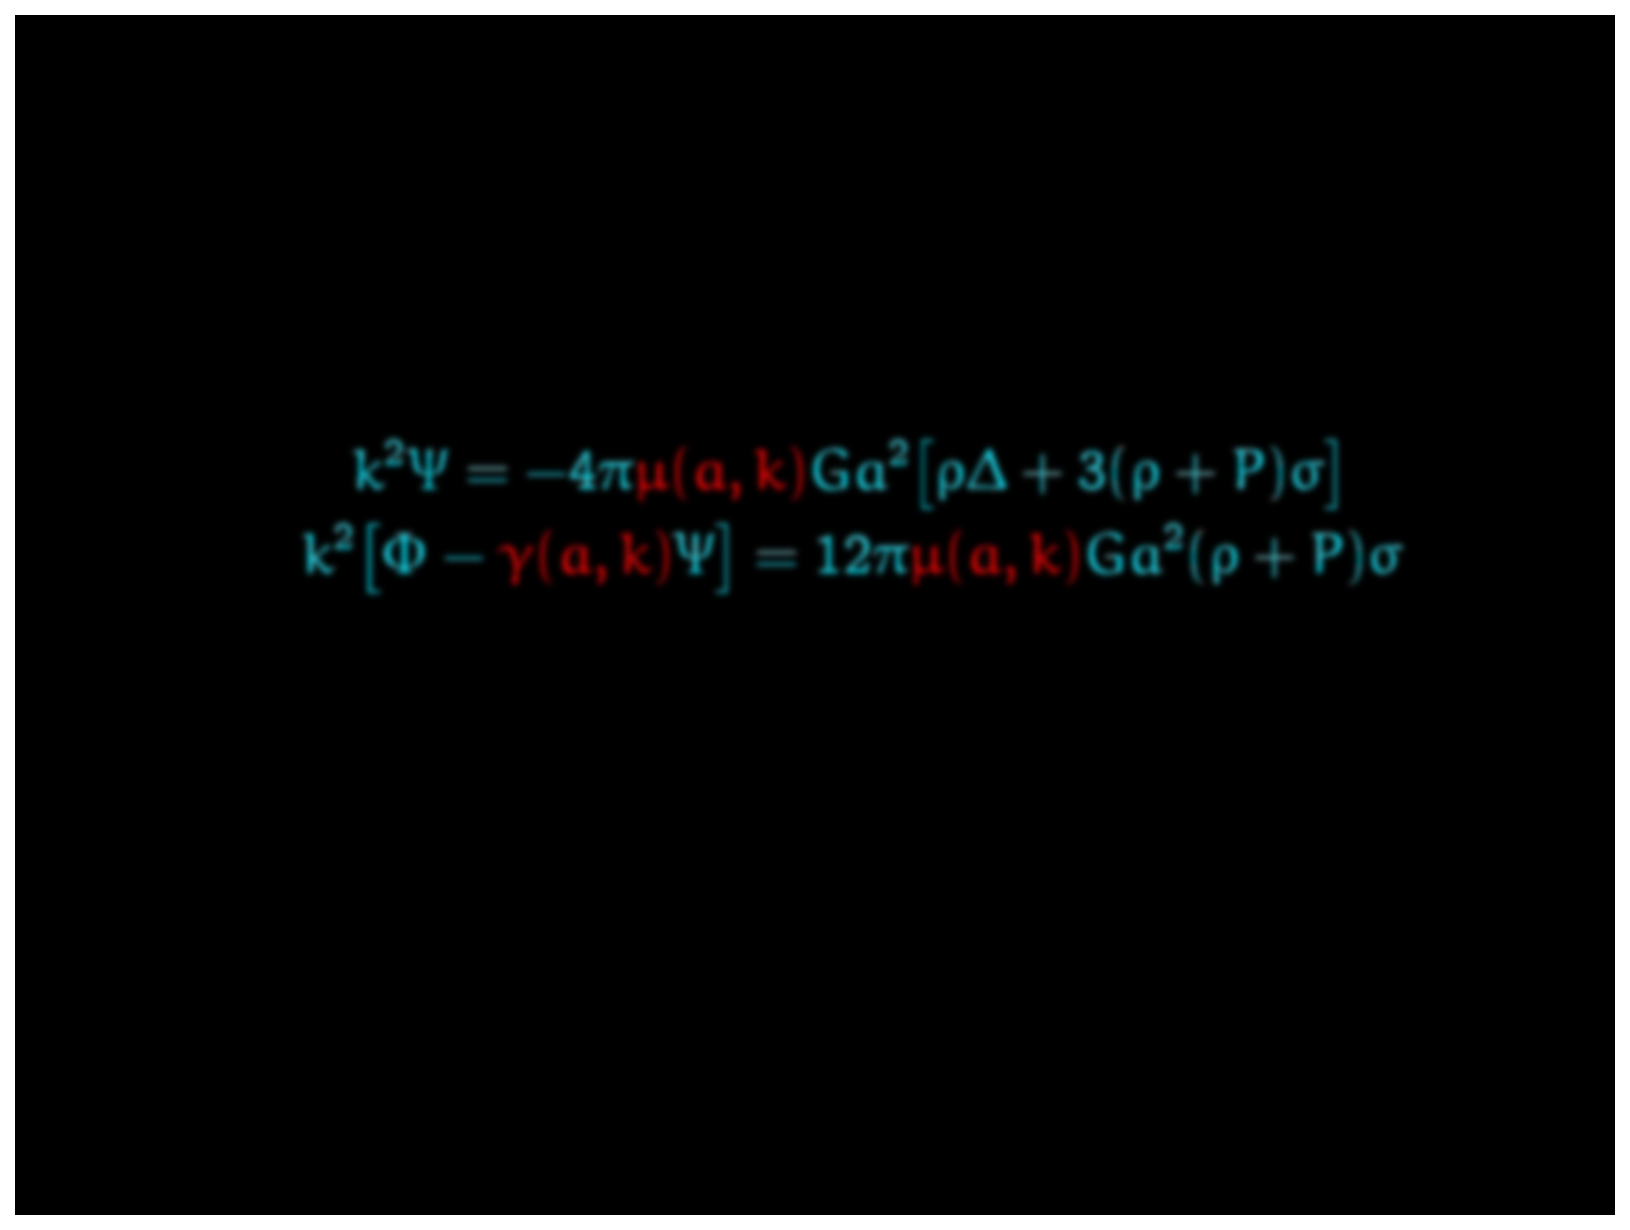 k²Ψ = −4πμ(a, k)Ga²[ρΔ + 3(ρ + P)σ]
k²[Φ − γ(a, k)Ψ] = 12πμ(a, k)Ga²(ρ + P)σ